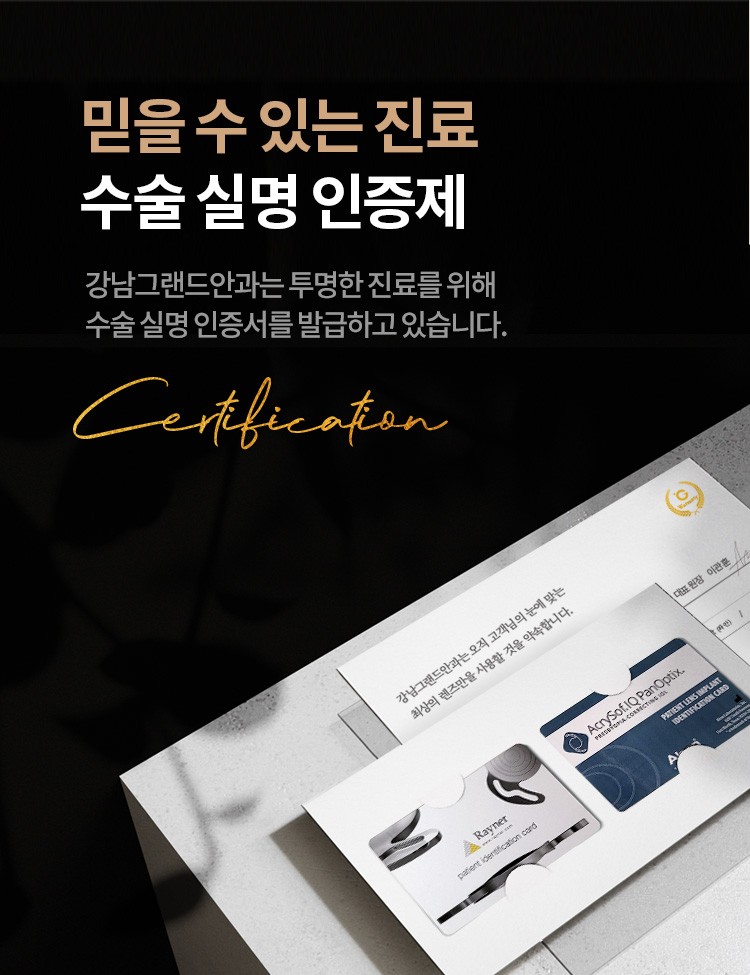 믿을 수 있는 진료
수술 실명 인증제
강남그랜드안과는 투명한 진료를 위해
수술 실명 인증서를 발급하고 있습니다.
Certification
대표원장 이관훈
강남그랜드안과는 오직 고객님의 눈에 맞는
최상의 렌즈만을 사용할 것을 약속합니다.
AcrySof IQ PanOptix.
PRESBYOPIA-CORRECTING IOL
PATIENT LENS IMPLANT
IDENTIFICATION CARD
Rayner
www.rayner.com
patient identification card